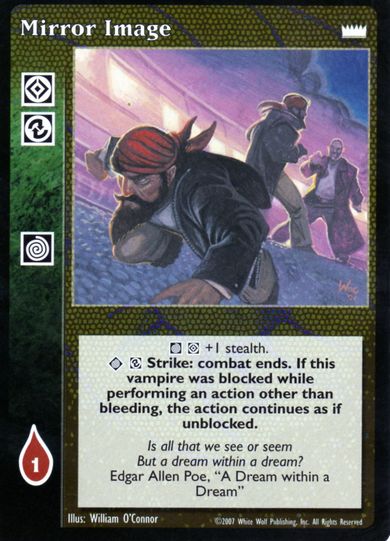 Mirror Image
+1 stealth.
Strike: combat ends. If this
vampire was blocked while
performing an action other than
bleeding, the action continues as if
unblocked.
Is all that we see or seem
But a dream within a dream?
Edgar Allen Poe, “A Dream within a
Dream”
1
Illus: William O'Connor
©2007 White Wolf Publishing, Inc. All Rights Reserved